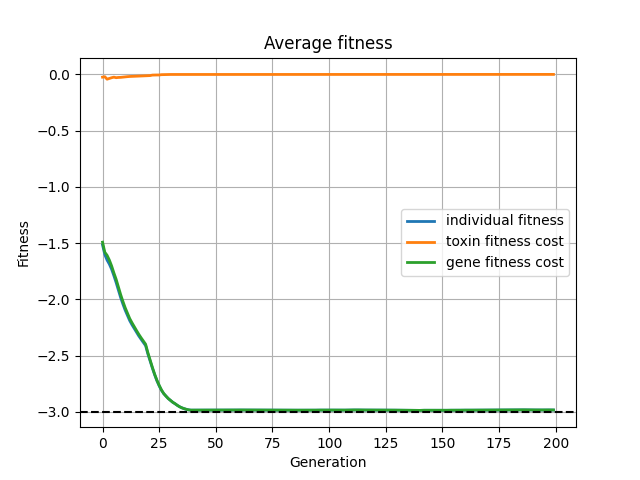 Average fitness
Fitness
0.0
−0.5
−1.0
−1.5
−2.0
−2.5
−3.0
individual fitness
toxin fitness cost
gene fitness cost
0 25 50 75 100 125 150 175 200
Generation